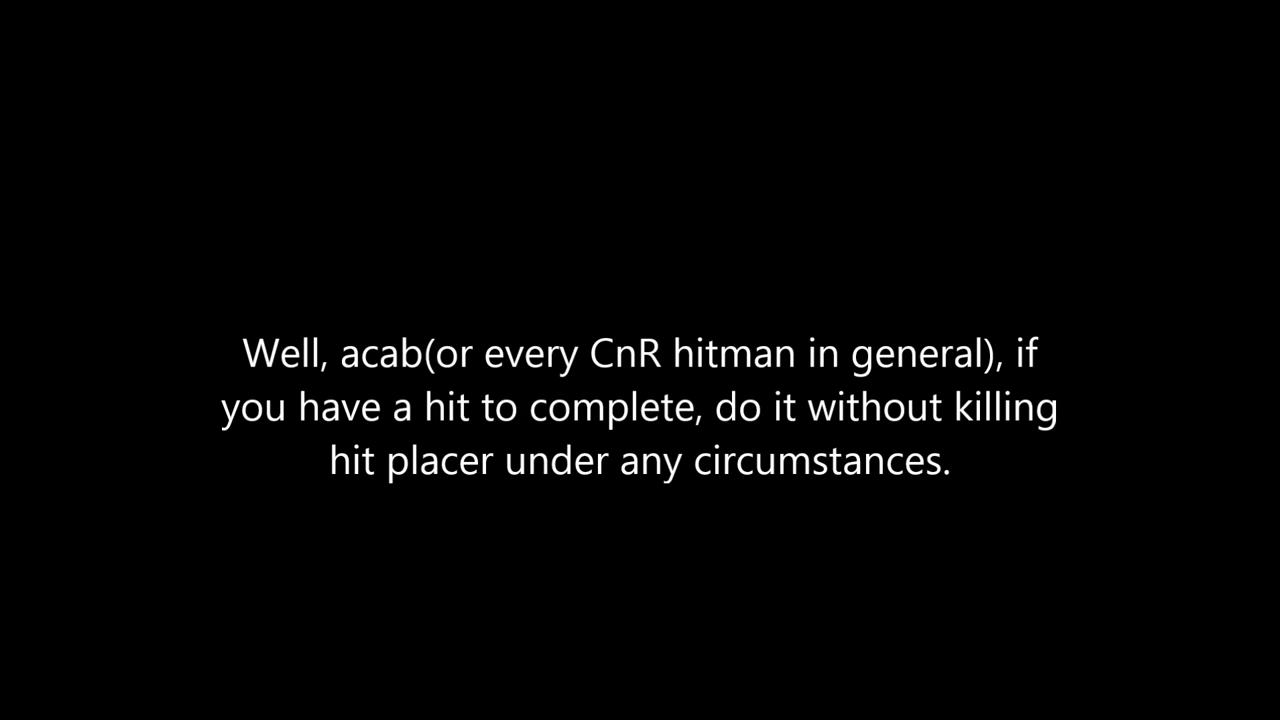 Well, acab(or every CnR hitman in general), if
you have a hit to complete, do it without killing
hit placer under any circumstances.